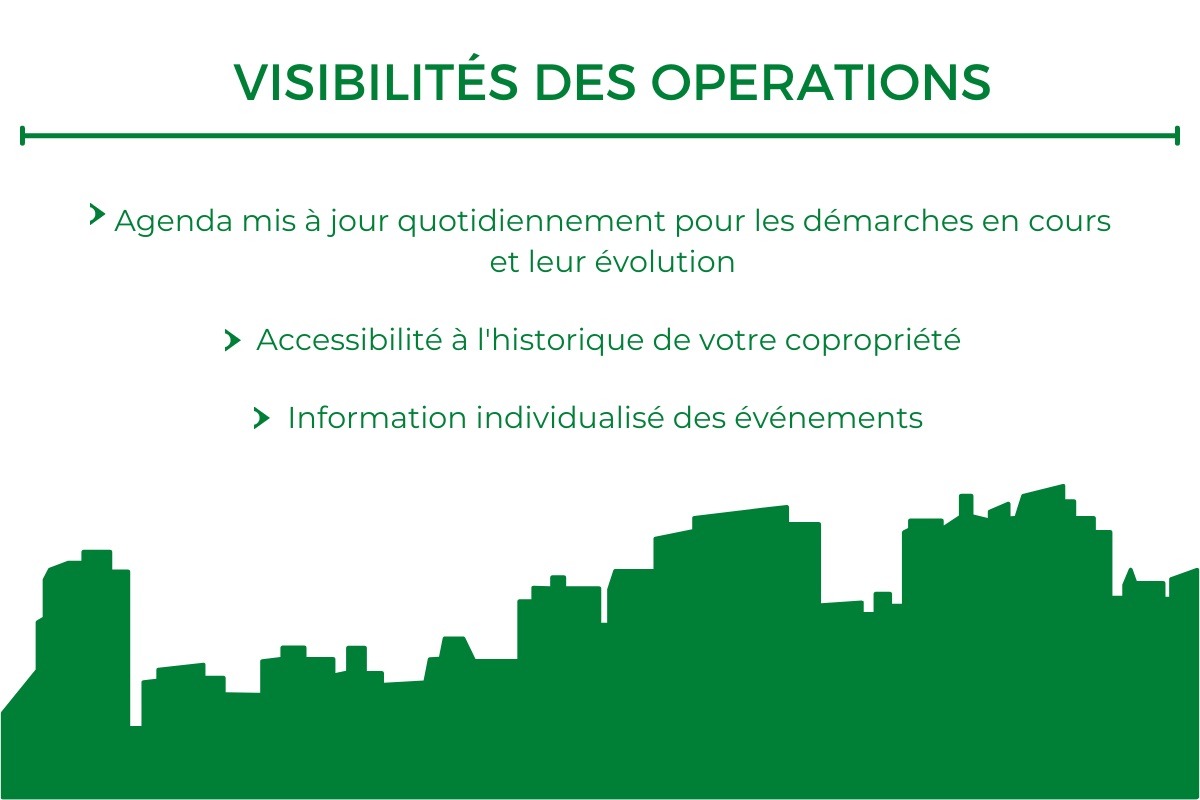 VISIBILITÉS DES OPERATIONS
Agenda mis à jour quotidiennement pour les démarches en cours
et leur évolution
Accessibilité à l'historique de votre copropriété
Information individualisé des événements